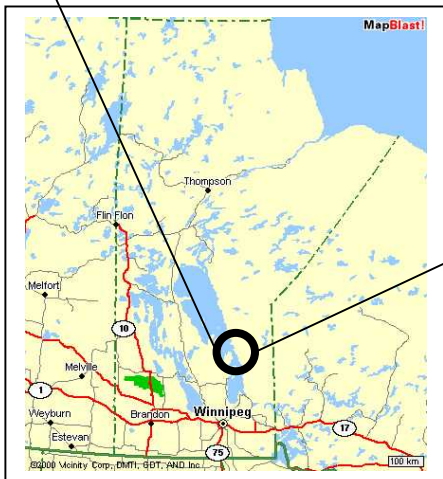 MapBlast!
Thompson
Flin Flon
Melfort
10
Melville
1
Weyburn
Brandon
Winnipeg
17
Estevan
75
©2000 Vicinity Corp, DMTI, GDT, AND Inc
100 km